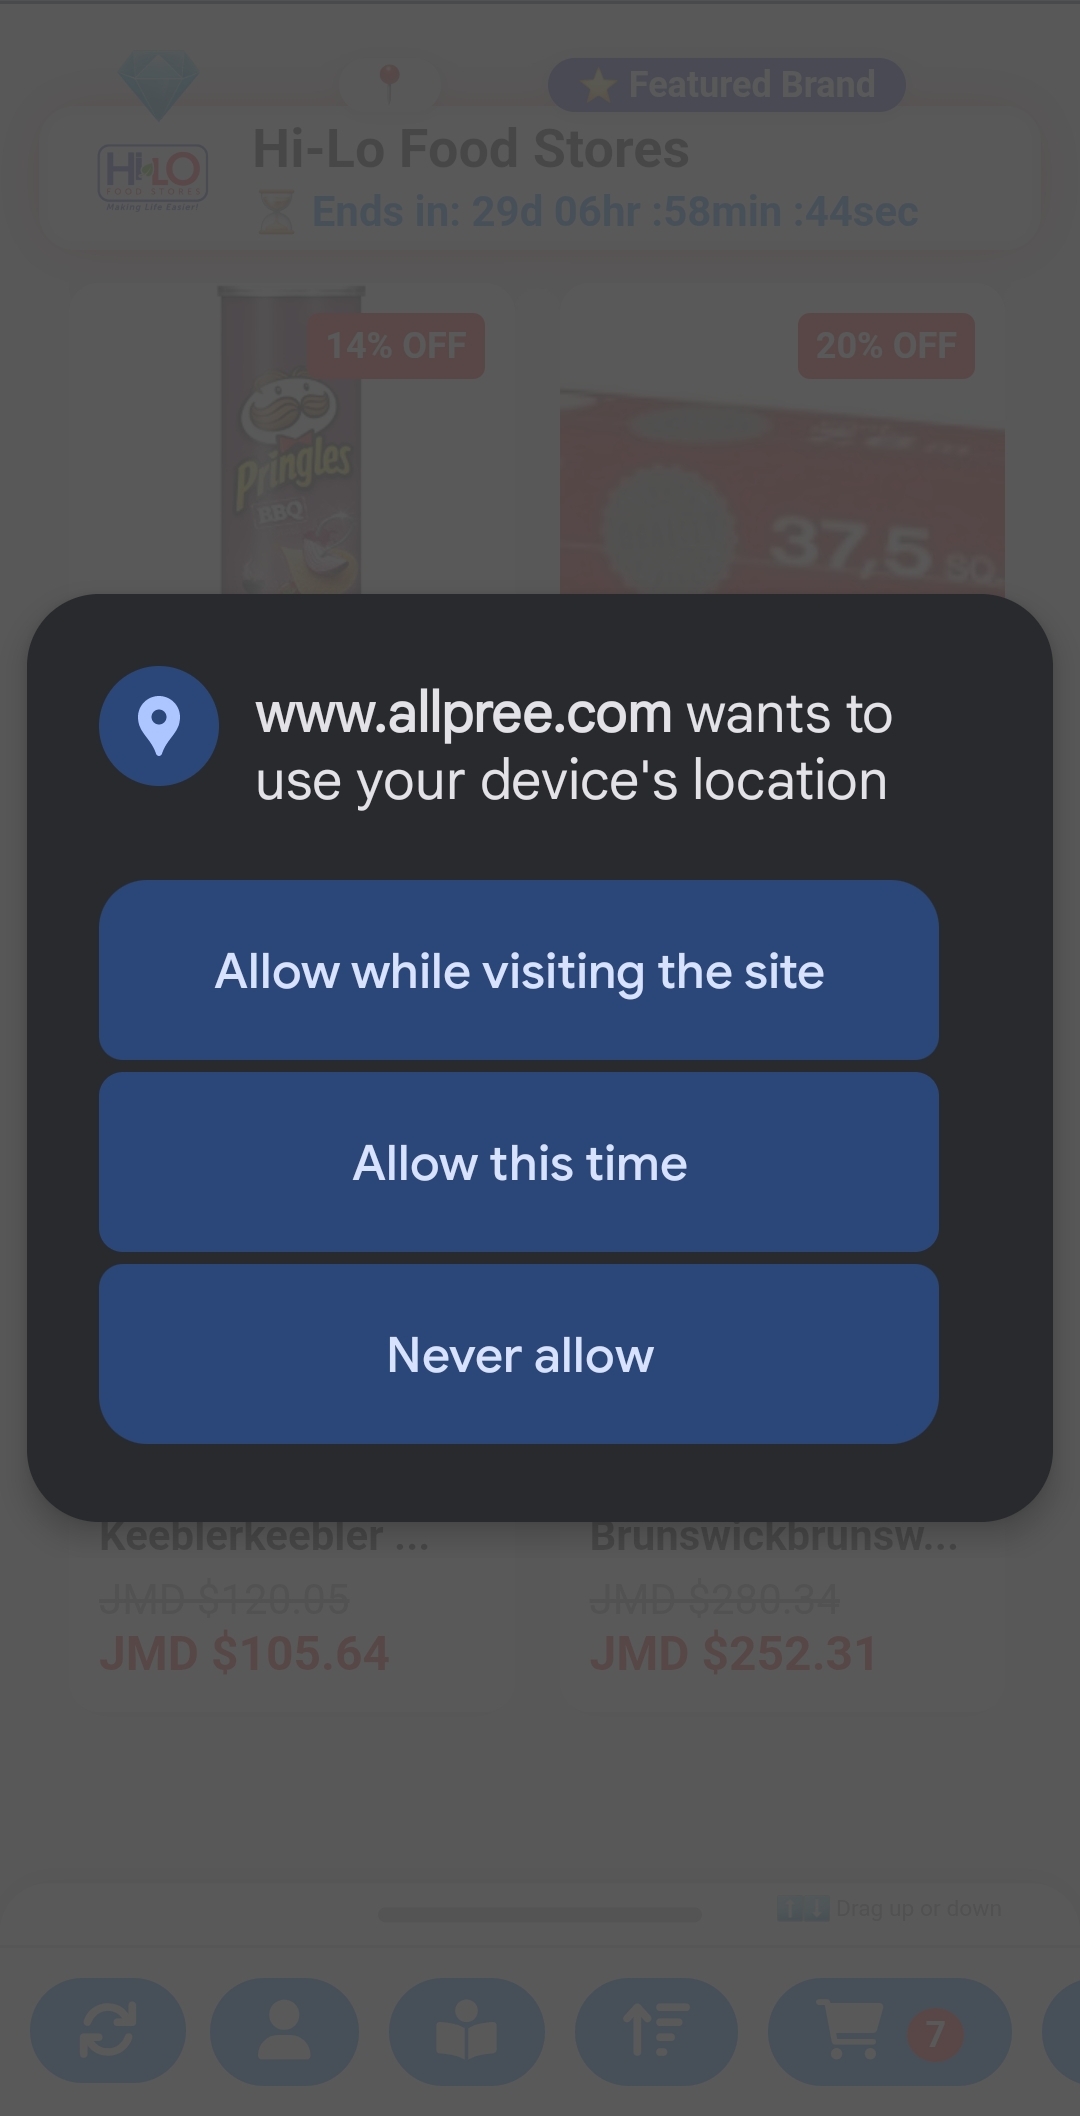 ⭐ Featured Brand
Hi-Lo Food Stores
HI-LO
FOOD STORES
Making Life Easier!
⏳ Ends in: 29d 06hr :58min :44sec
14% OFF
20% OFF
Pringles
BBQ
37,5 SQ.
www.allpree.com wants to
use your device's location
Allow while visiting the site
Allow this time
Never allow
Keeblerkeebler ...
Brunswickbrunsw...
JMD $120.05
JMD $280.34
JMD $105.64
JMD $252.31
Drag up or down
7